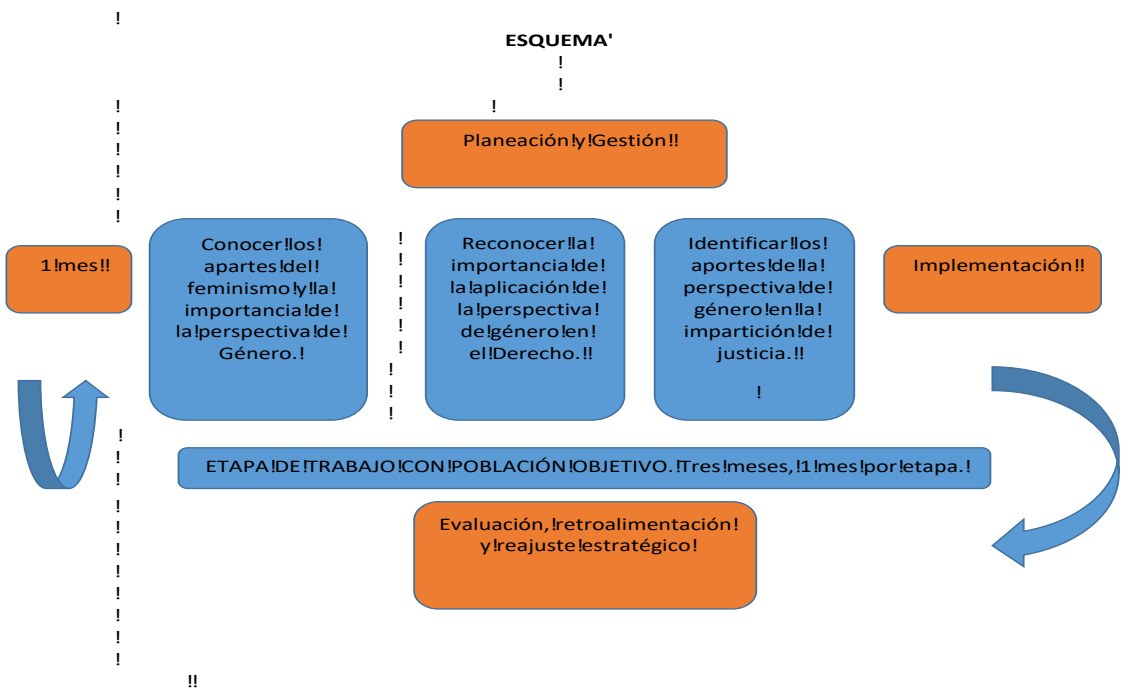 ESQUEMA'
Planeación!y!Gestión!!
1!mes!!
Conocer!los!
apartes!del!
feminismo!y!la!
importancia!de!
la!perspectiva!de!
Género.!
Reconocer!la!
importancia!de!
la!aplicación!de!
la!perspectiva!
de!género!en!
el!Derecho.!!
Identificar!los!
aportes!de!la!
perspectiva!de!
género!en!la!
impartición!de!
justicia.!!
!
Implementación!!
ETAPA!DE!TRABAJO!CON!POBLACIÓN!OBJETIVO.!Tres!meses,!1!mes!por!etapa.!
Evaluación,!retroalimentación!
y!reajuste!estratégico!
!!